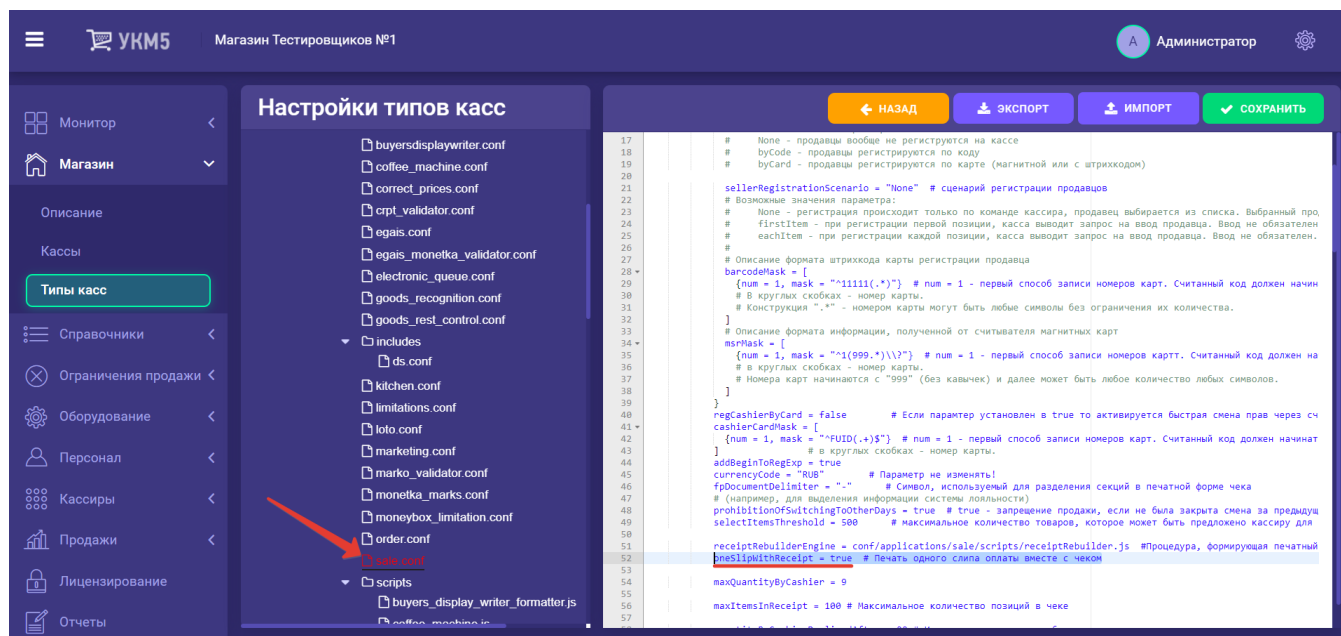 УКМ5
Магазин Тестировщиков №1
А
Администратор
Монитор
Магазин
Описание
Кассы
Типы касс
Справочники
Ограничения продажи
Оборудование
Персонал
Кассиры
Продажи
Лицензирование
Отчеты
Настройки типов касс
buyersdisplaywriter.conf
coffee_machine.conf
correct_prices.conf
crpt_validator.conf
egais.conf
egais_monetka_validator.conf
electronic_queue.conf
goods_recognition.conf
goods_rest_control.conf
includes
ds.conf
kitchen.conf
limitations.conf
loto.conf
marketing.conf
marko_validator.conf
monetka_marks.conf
moneybox_limitation.conf
order.conf
sale.conf
scripts
buyers_display_writer_formatter.js
coffee_machine.js
НАЗАД
ЭКСПОРТ
ИМПОРТ
СОХРАНИТЬ
17 # None - продавцы вообще не региструются на кассе
18 # byCode - продавцы регистрируются по коду
19 # byCard - продавцы регистрируются по карте (магнитной или с штрихкодом)
20
21 sellerRegistrationScenario = "None" # сценарий регистрации продавцов
22 # Возможные значения параметра:
23 # None - регистрация происходит только по команде кассира, продавец выбирается из списка. Выбранный про
24 # firstItem - при регистрации первой позиции, касса выводит запрос на ввод продавца. Ввод не обязателен
25 # eachItem - при регистрации каждой позиции, касса выводит запрос на ввод продавца. Ввод не обязателен.
26 #
27 # Описание формата штрихкода карты регистрации продавца
28 barcodeMask = [
29 {num = 1, mask = "^11111(.*)"} # num = 1 - первый способ записи номеров карт. Считанный код должен начин
30 # В круглых скобках - номер карты.
31 # Конструкция ".*" - номером карты могут быть любые символы без ограничения их количества.
32 ]
33 # Описание формата информации, полученной от считывателя магнитных карт
34 msrMask = [
35 {num = 1, mask = "^1(999.*)\\?"} # num = 1 - первый способ записи номеров картт. Считанный код должен на
36 # в круглых скобках - номер карты.
37 # Номера карт начинаются с "999" (без кавычек) и далее может быть любое количество любых символов.
38 ]
39 }
40 regCashierByCard = false # Если парамтер установлен в true то активируется быстрая смена прав через сч
41 cashierCardMask = [
42 {num = 1, mask = "^FUID(.+)$"} # num = 1 - первый способ записи номеров карт. Считанный код должен начинат
43 ] # в круглых скобках - номер карты.
44 addBeginToRegExp = true
45 currencyCode = "RUB" # Параметр не изменять!
46 fpDocumentDelimiter = "-" # Символ, используемый для разделения секций в печатной форме чека
47 # (например, для выделения информации системы лояльности)
48 prohibitionOfSwitchingToOtherDays = true # true - запрещение продажи, если не была закрыта смена за предыдущ
49 selectItemsThreshold = 500 # максимальное количество товаров, которое может быть предложено кассиру для
50
51 receiptRebuilderEngine = conf/applications/sale/scripts/receiptRebuilder.js #Процедура, формирующая печатный
52 oneSlipWithReceipt = true # Печать одного слипа оплаты вместе с чеком
53
54 maxQuantityByCashier = 9
55
56 maxItemsInReceipt = 100 # Максимальное количество позиций в чеке
57